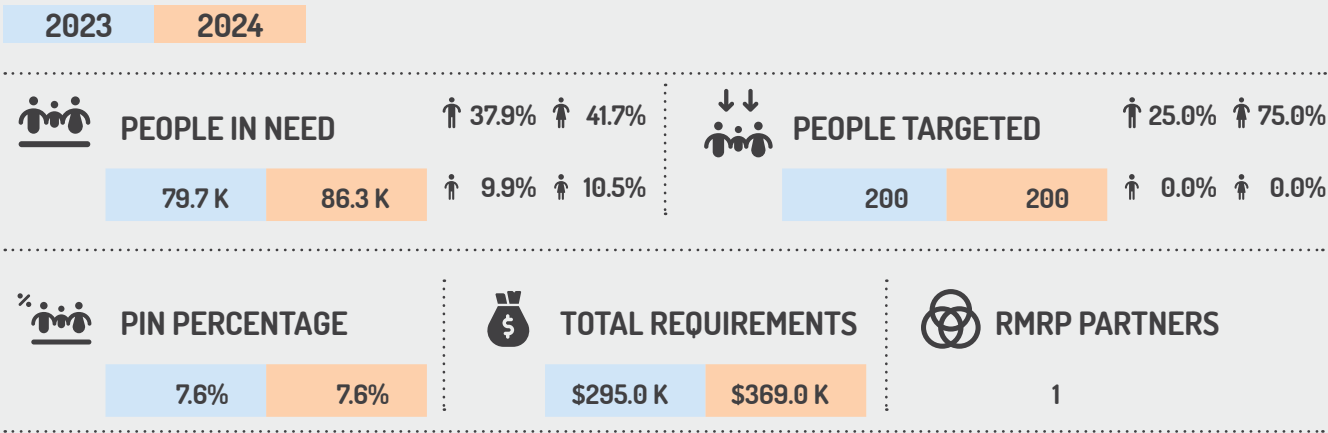 2023 2024
PEOPLE IN NEED
37.9% 41.7%
79.7 K 86.3 K
9.9% 10.5%
PEOPLE TARGETED
25.0% 75.0%
200 200
0.0% 0.0%
%
PIN PERCENTAGE
7.6% 7.6%
$
TOTAL REQUIREMENTS
$295.0 K $369.0 K
RMRP PARTNERS
1